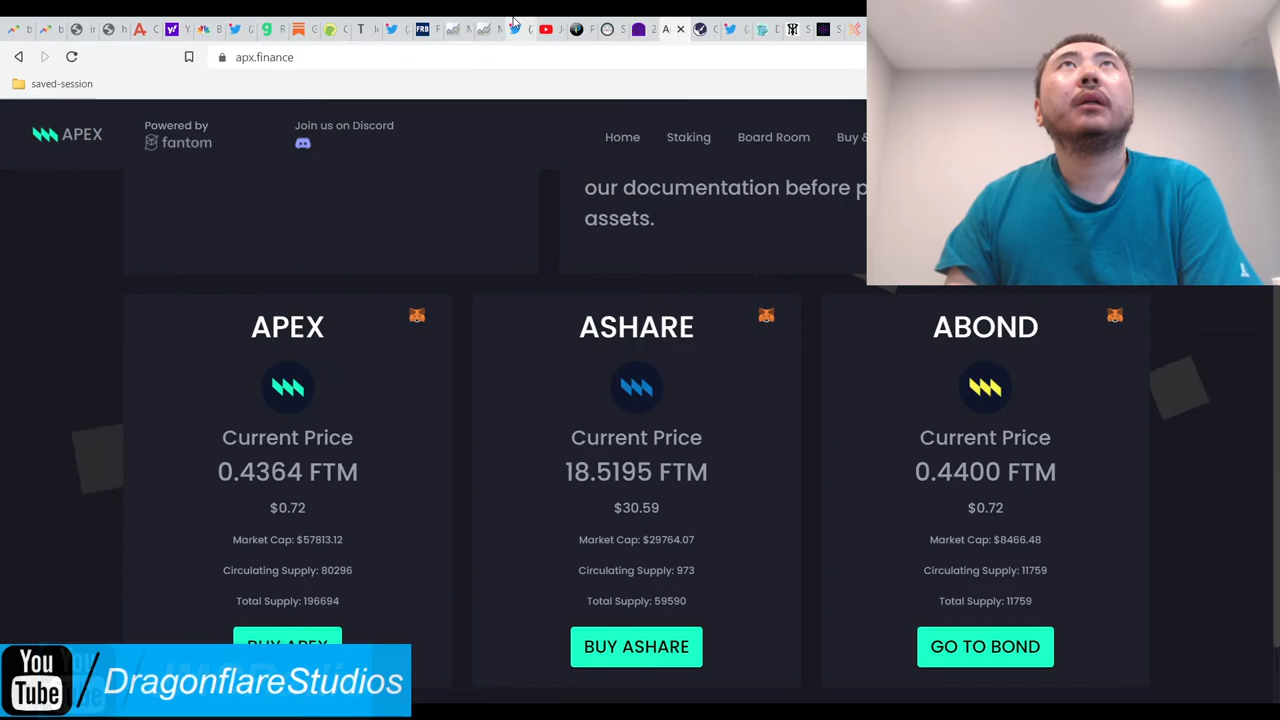 apx.finance
saved-session
APEX
Powered by
fantom
Join us on Discord
Home
Staking
Board Room
Buy &
our documentation before p
assets.
APEX
Current Price
0.4364 FTM
$0.72
Market Cap: $57813.12
Circulating Supply: 80296
Total Supply: 196694
BUY APEX
ASHARE
Current Price
18.5195 FTM
$30.59
Market Cap: $29764.07
Circulating Supply: 973
Total Supply: 59590
BUY ASHARE
ABOND
Current Price
0.4400 FTM
$0.72
Market Cap: $8466.48
Circulating Supply: 11759
Total Supply: 11759
GO TO BOND
You
Tube
DragonflareStudios